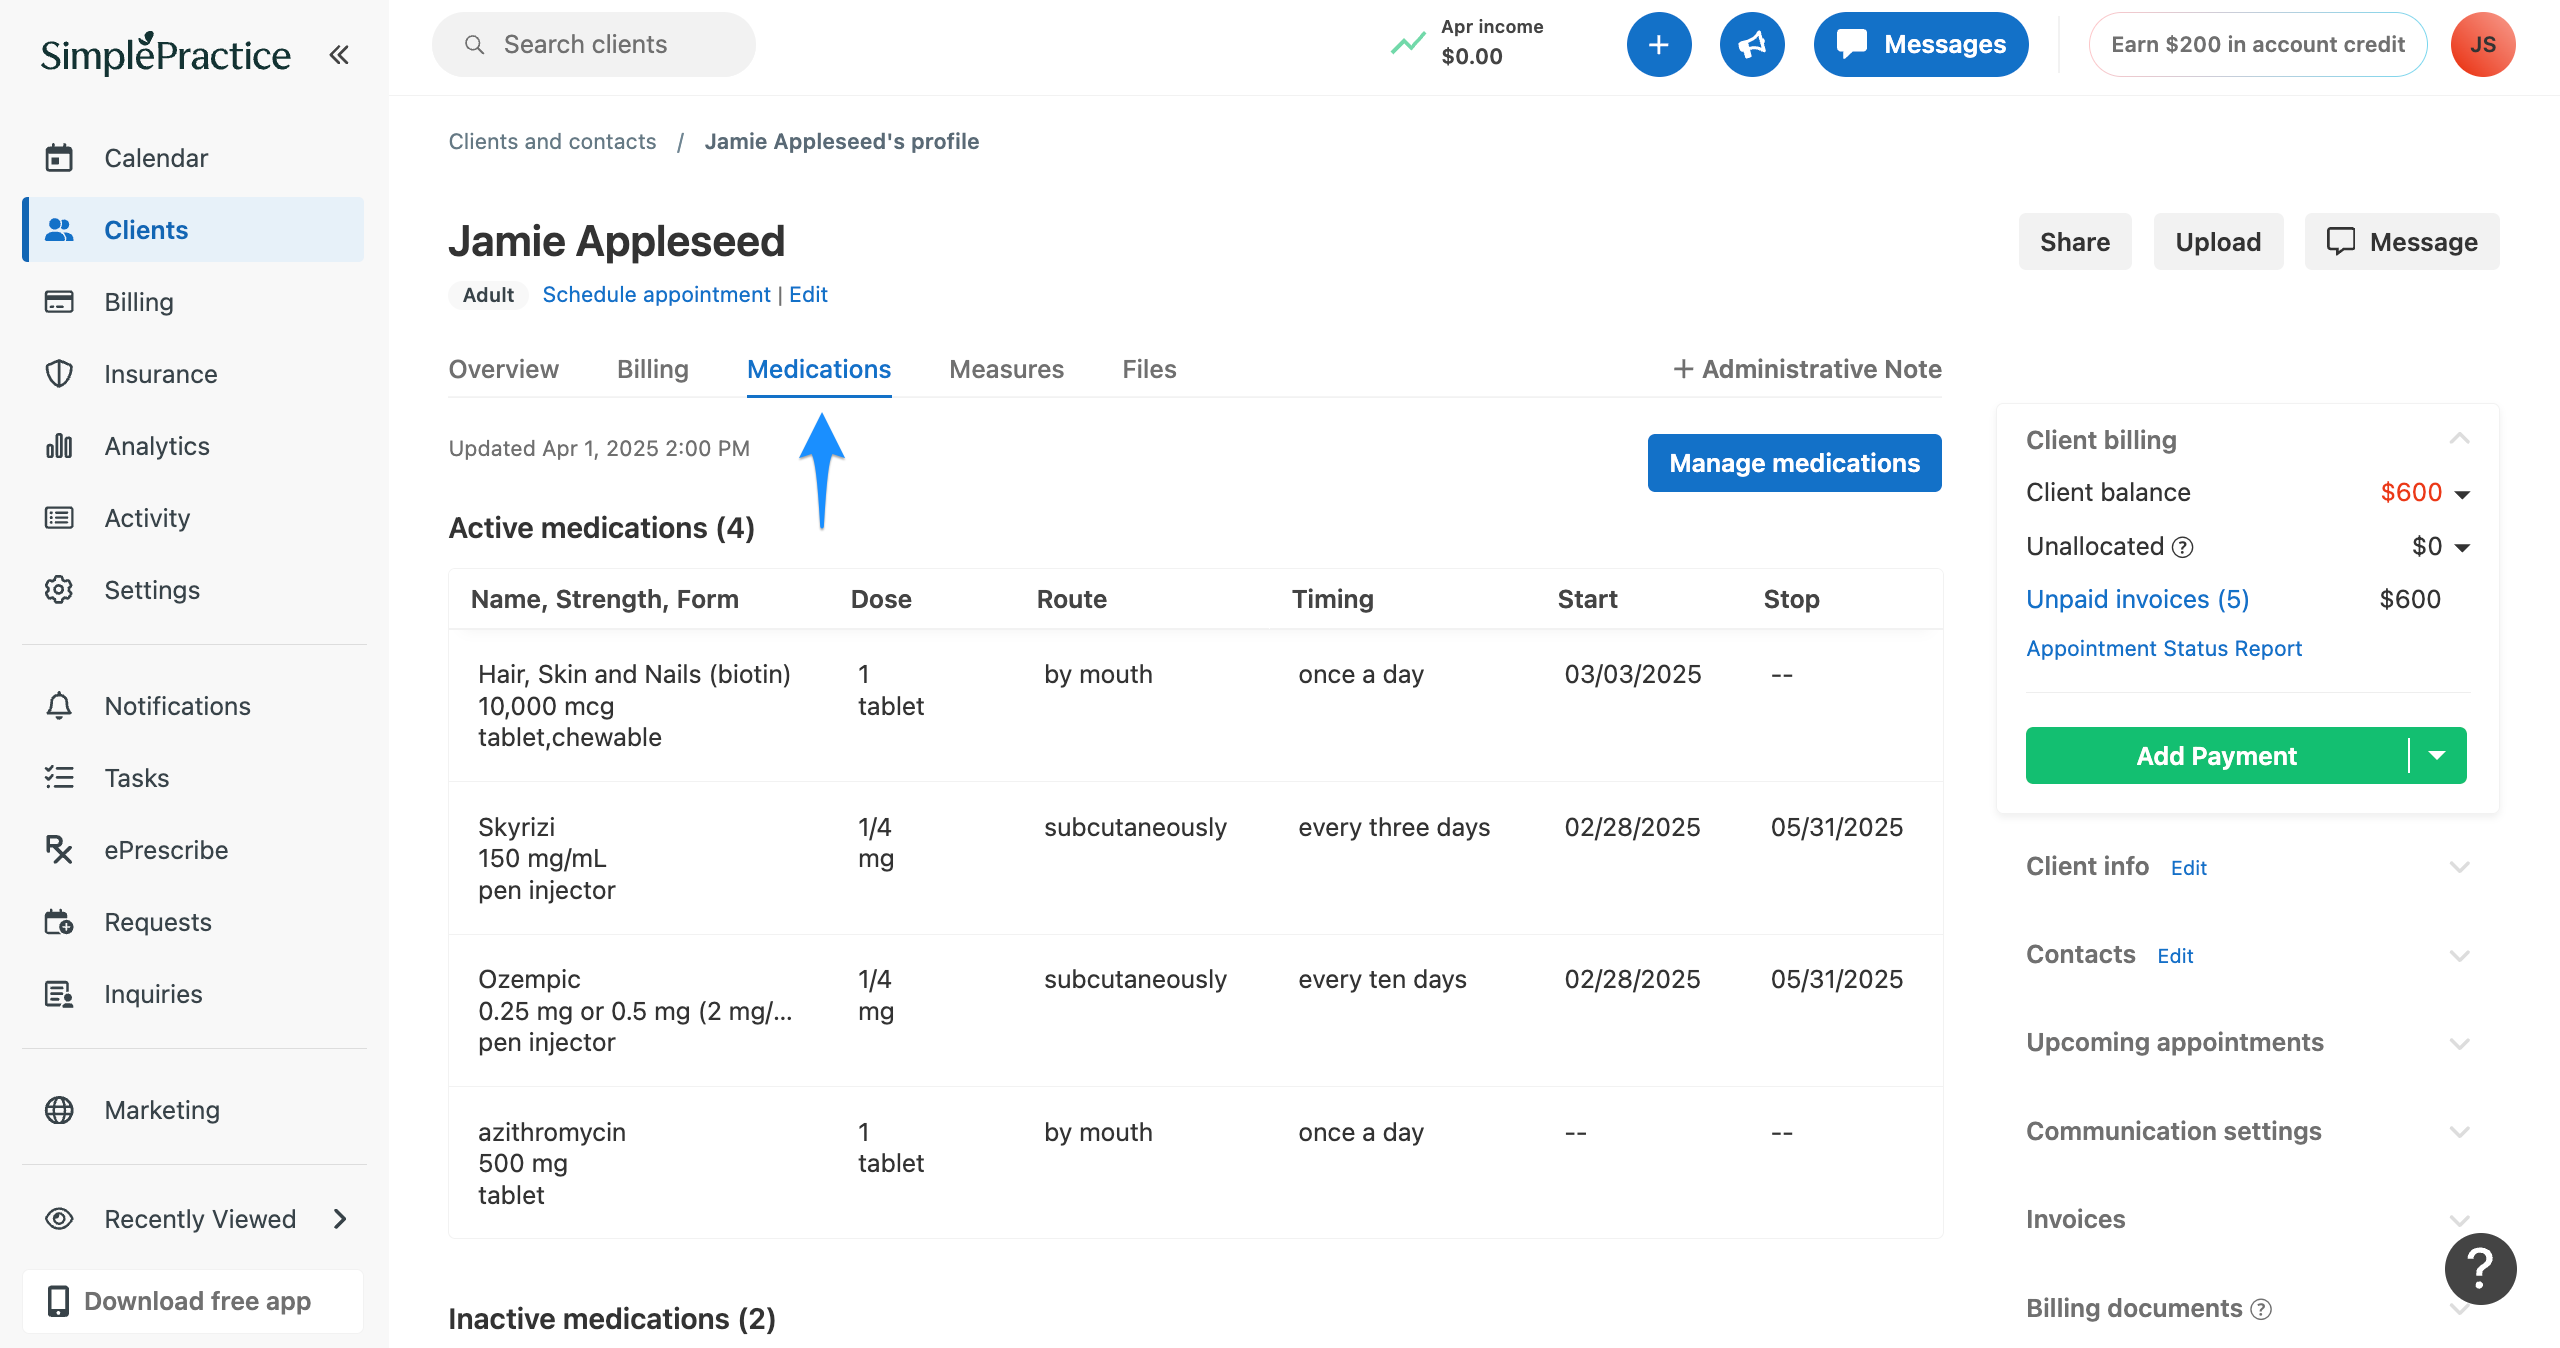 SimplePractice
Calendar
Clients
Billing
Insurance
Analytics
Activity
Settings
Notifications
Tasks
ePrescribe
Requests
Inquiries
Marketing
Recently Viewed
Download free app
Search clients
Apr income
$0.00
Messages
Earn $200 in account credit
JS
Clients and contacts / Jamie Appleseed's profile
Jamie Appleseed
Adult Schedule appointment | Edit
Share Upload Message
Overview Billing Medications Measures Files + Administrative Note
Updated Apr 1, 2025 2:00 PM
Manage medications
Active medications (4)
Name, Strength, Form Dose Route Timing Start Stop
Hair, Skin and Nails (biotin) 1 by mouth once a day 03/03/2025 --
10,000 mcg tablet
tablet,chewable
Skyrizi 1/4 subcutaneously every three days 02/28/2025 05/31/2025
150 mg/mL mg
pen injector
Ozempic 1/4 subcutaneously every ten days 02/28/2025 05/31/2025
0.25 mg or 0.5 mg (2 mg/... mg
pen injector
azithromycin 1 by mouth once a day -- --
500 mg tablet
tablet
Inactive medications (2)
Client billing
Client balance $600
Unallocated ? $0
Unpaid invoices (5) $600
Appointment Status Report
Add Payment
Client info Edit
Contacts Edit
Upcoming appointments
Communication settings
Invoices
Billing documents ?
?